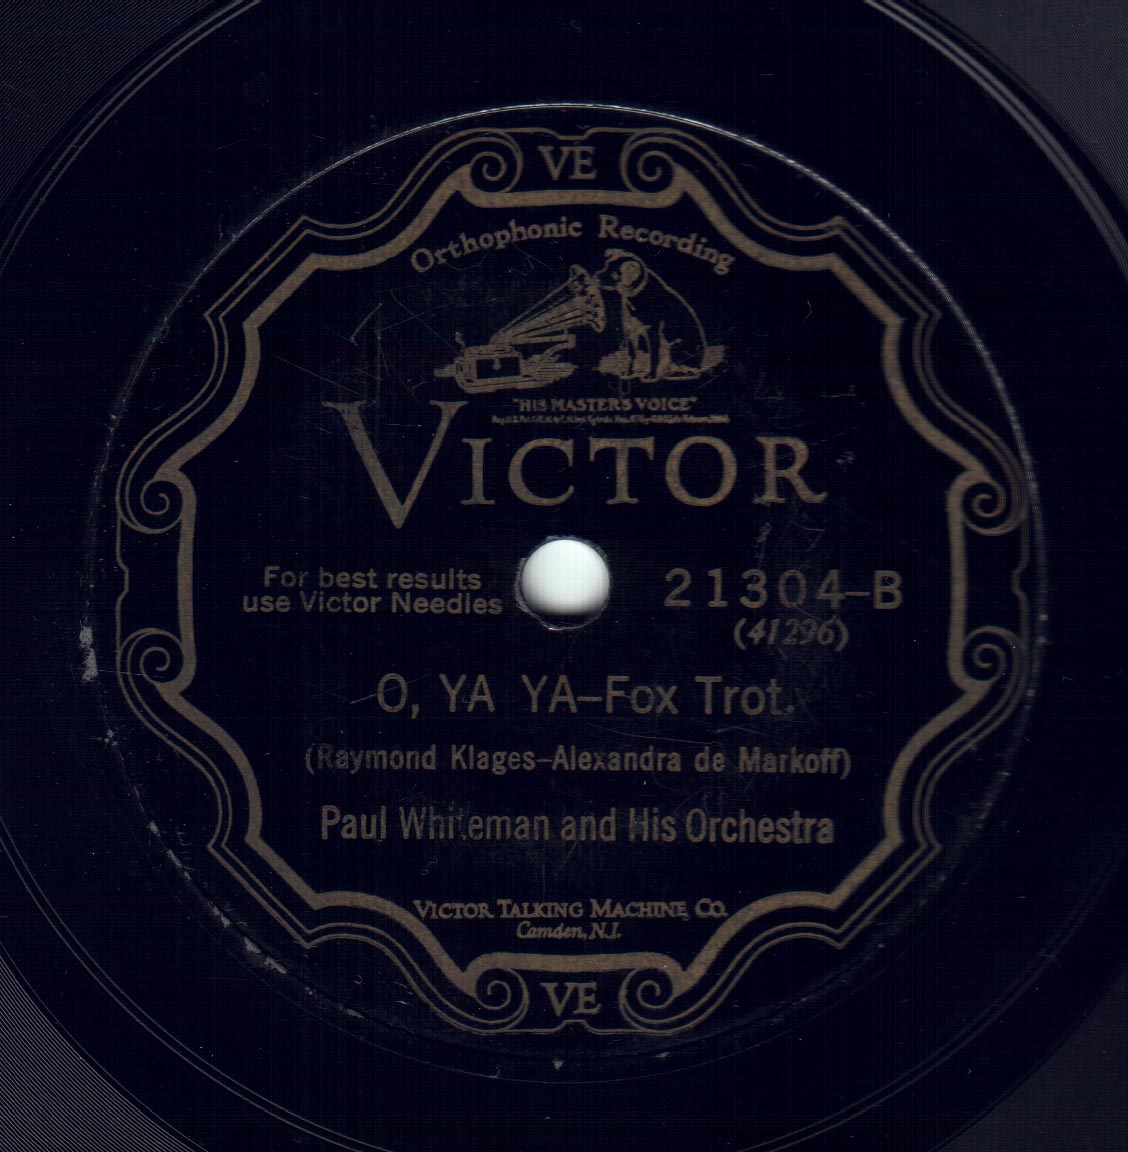 VE
Orthophonic Recording
"HIS MASTER'S VOICE"
VICTOR
For best results
use Victor Needles
21304-B
(41296)
O, YA YA–Fox Trot
(Raymond Klages–Alexandra de Markoff)
Paul Whiteman and His Orchestra
VICTOR TALKING MACHINE CO.
Camden, N.J.
VE